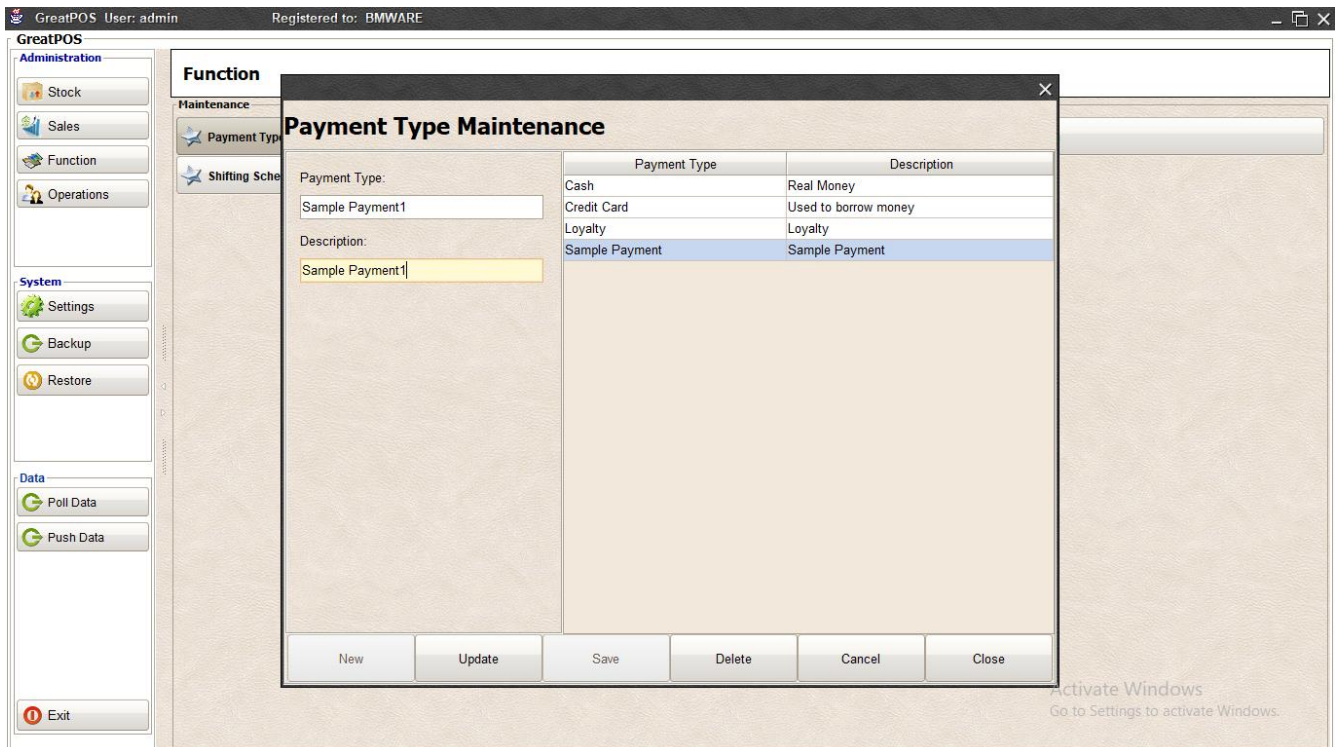 GreatPOS User: admin Registered to: BMWARE
GreatPOS
Administration
Stock
Sales
Function
Operations
System
Settings
Backup
Restore
Data
Poll Data
Push Data
Exit
Function
Maintenance
Payment Typ
Shifting Sche
Payment Type Maintenance
Payment Type:
Sample Payment1
Description:
Sample Payment1
Payment Type Description
Cash Real Money
Credit Card Used to borrow money
Loyalty Loyalty
Sample Payment Sample Payment
New Update Save Delete Cancel Close
Activate Windows
Go to Settings to activate Windows.